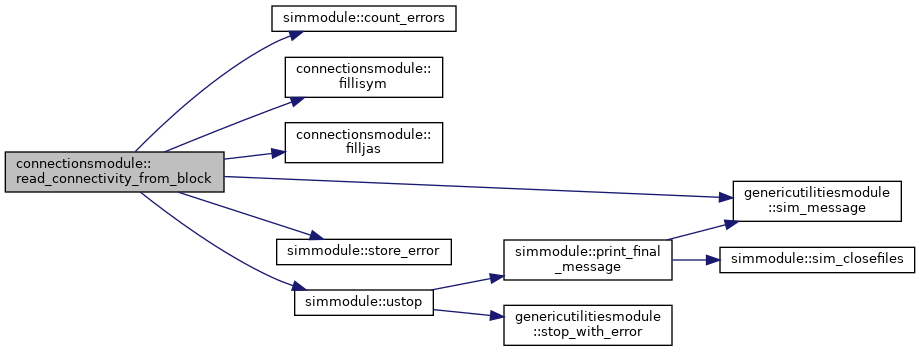 simmodule::count_errors
connectionsmodule::
fillisym
connectionsmodule::
filljas
connectionsmodule::
read_connectivity_from_block
genericutilitiesmodule
::sim_message
simmodule::store_error
simmodule::print_final
_message
simmodule::sim_closefiles
simmodule::ustop
genericutilitiesmodule
::stop_with_error